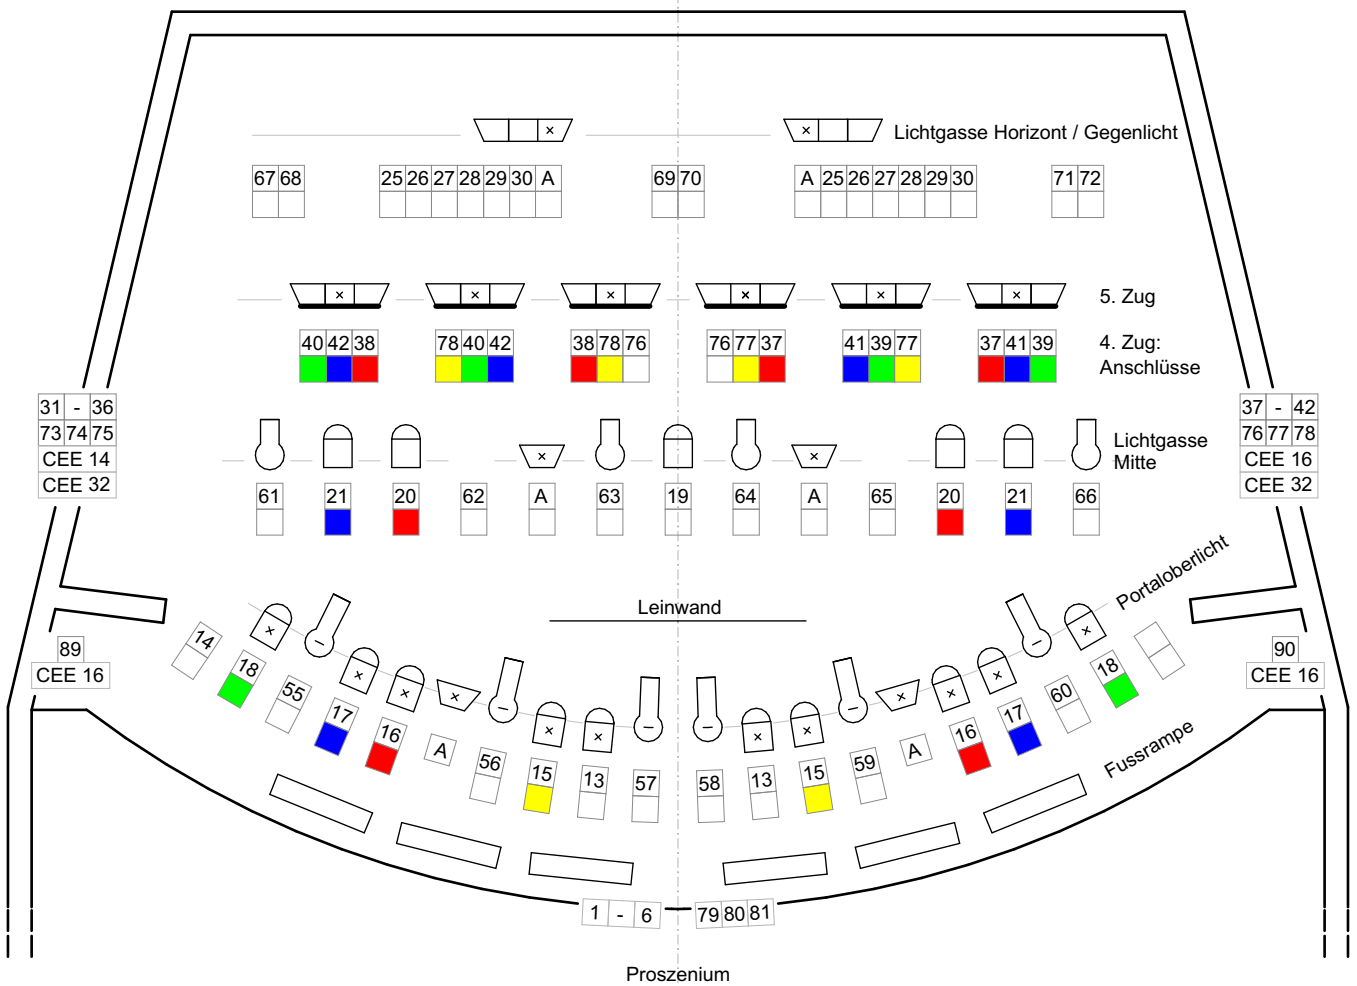 Lichtgasse Horizont / Gegenlicht
67 68 25 26 27 28 29 30 A 69 70 A 25 26 27 28 29 30 71 72
5. Zug
40 42 38 78 40 42 38 78 76 76 77 37 41 39 77 37 41 39
4. Zug:
Anschlüsse
31 - 36
73 74 75
CEE 14
CEE 32
37 - 42
76 77 78
CEE 16
CEE 32
Lichtgasse
Mitte
61 21 20 62 A 63 19 64 A 65 20 21 66
Leinwand
Portaloberlicht
89
CEE 16
90
CEE 16
14 18 55 17 16 A 56 15 13 57 58 13 15 59 A 16 17 60 18
Fussrampe
1 - 6 79 80 81
Proszenium